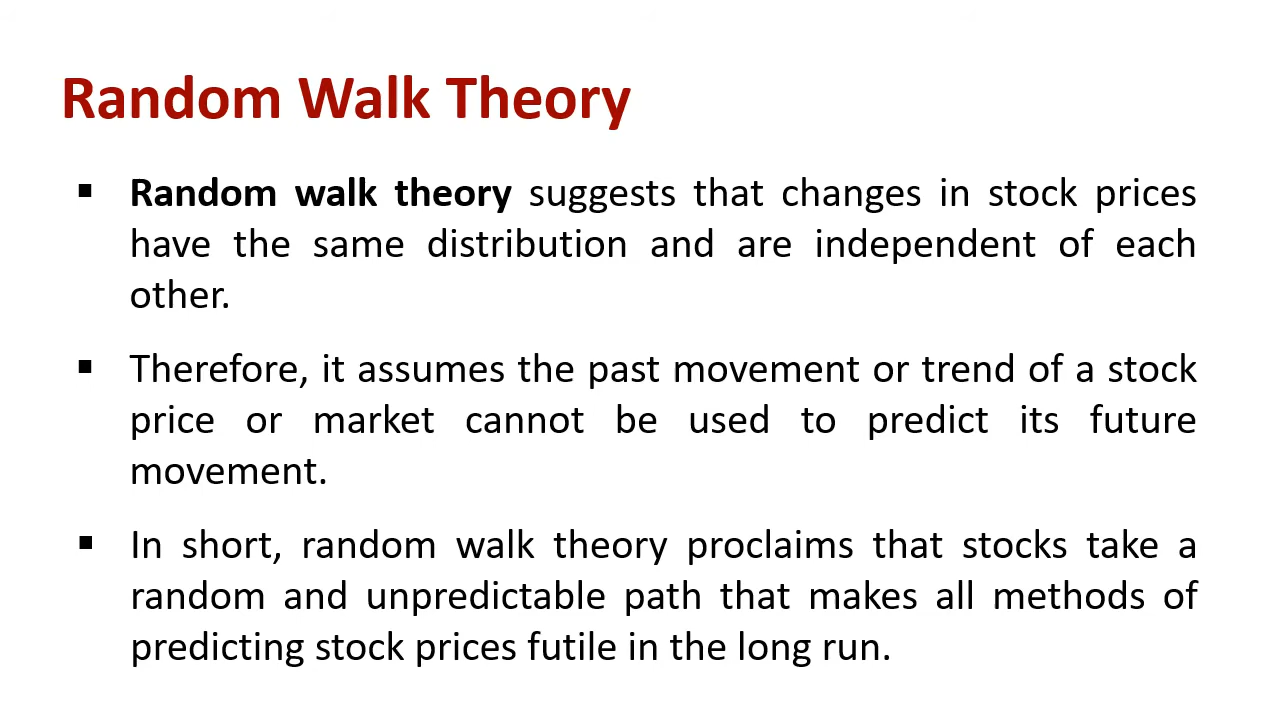 Random Walk Theory
▪ Random walk theory suggests that changes in stock prices
have the same distribution and are independent of each
other.
▪ Therefore, it assumes the past movement or trend of a stock
price or market cannot be used to predict its future
movement.
▪ In short, random walk theory proclaims that stocks take a
random and unpredictable path that makes all methods of
predicting stock prices futile in the long run.